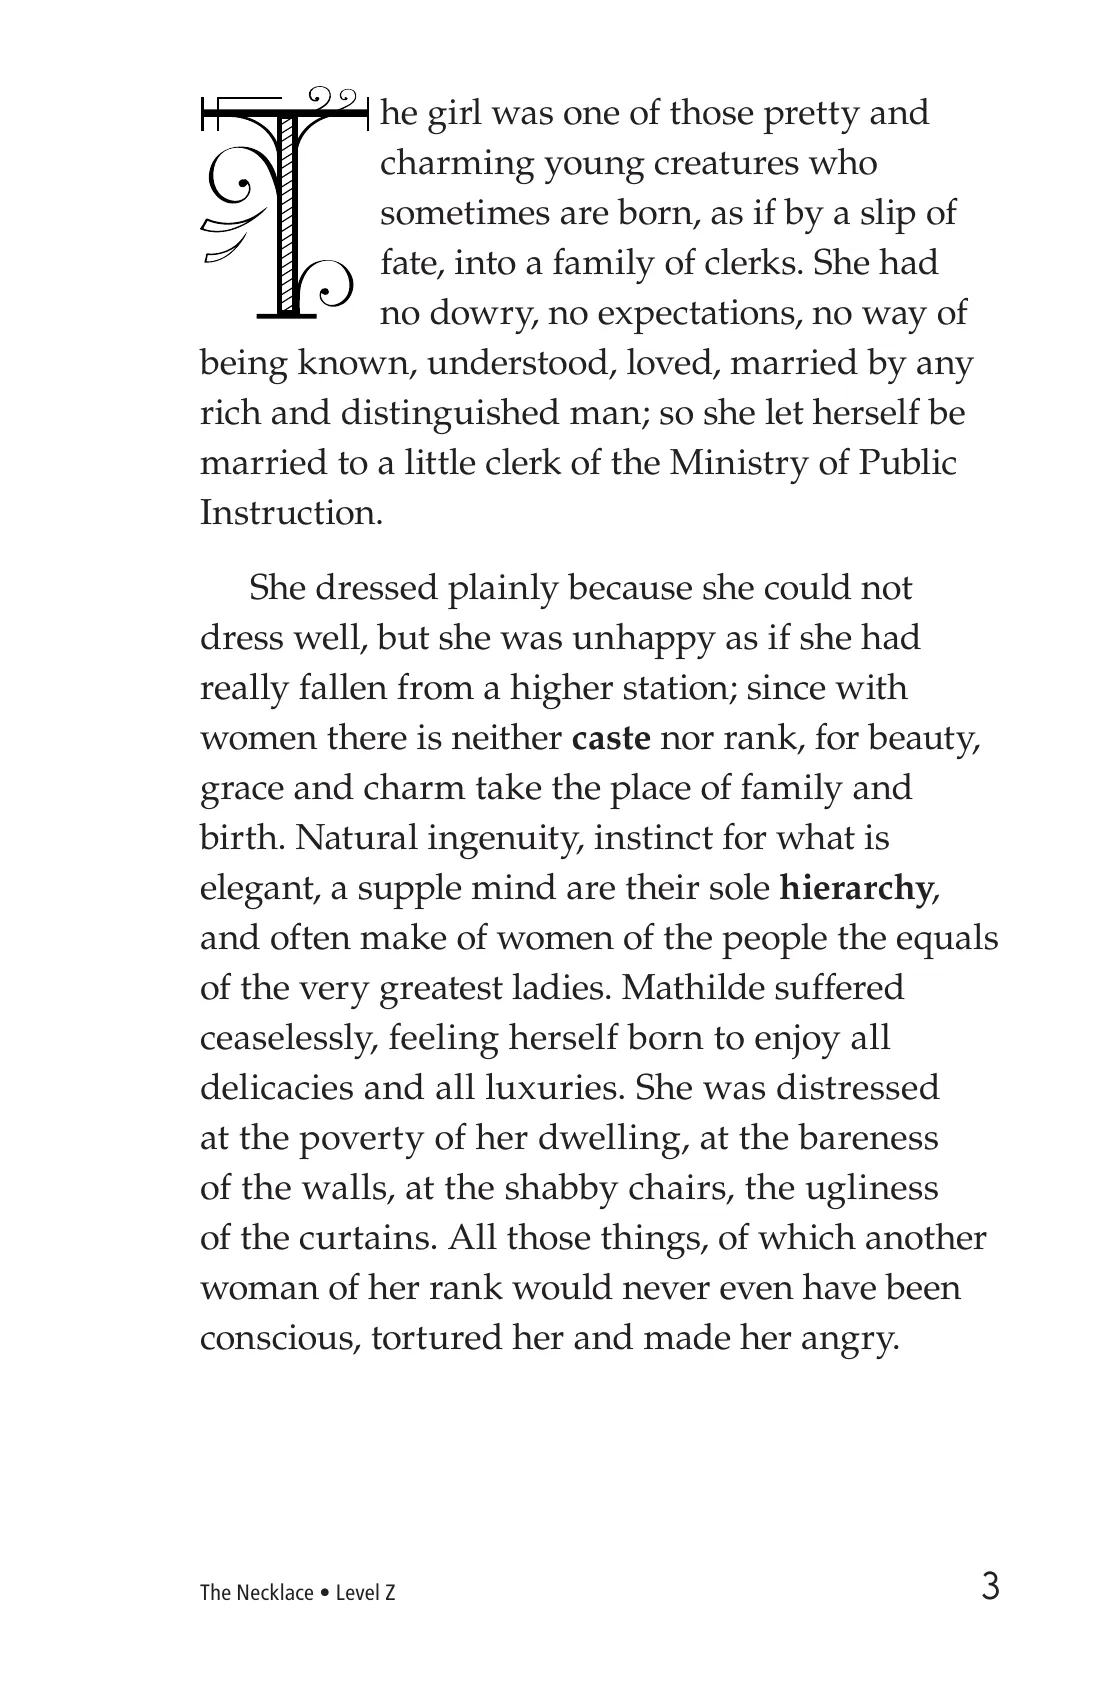 The girl was one of those pretty and
charming young creatures who
sometimes are born, as if by a slip of
fate, into a family of clerks. She had
no dowry, no expectations, no way of
being known, understood, loved, married by any
rich and distinguished man; so she let herself be
married to a little clerk of the Ministry of Public
Instruction.
She dressed plainly because she could not
dress well, but she was unhappy as if she had
really fallen from a higher station; since with
women there is neither caste nor rank, for beauty,
grace and charm take the place of family and
birth. Natural ingenuity, instinct for what is
elegant, a supple mind are their sole hierarchy,
and often make of women of the people the equals
of the very greatest ladies. Mathilde suffered
ceaselessly, feeling herself born to enjoy all
delicacies and all luxuries. She was distressed
at the poverty of her dwelling, at the bareness
of the walls, at the shabby chairs, the ugliness
of the curtains. All those things, of which another
woman of her rank would never even have been
conscious, tortured her and made her angry.
The Necklace • Level Z
3